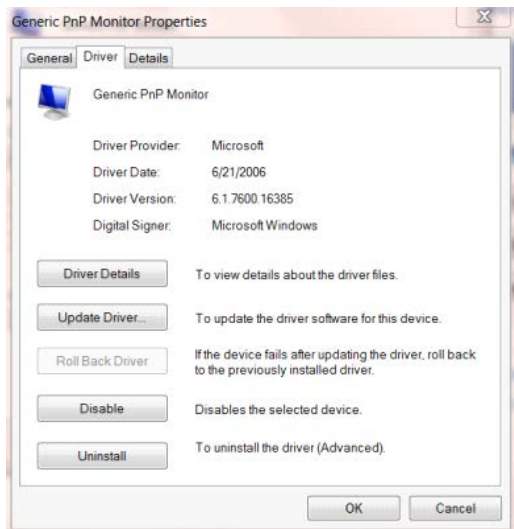 Generic PnP Monitor Properties
General Driver Details
Generic PnP Monitor
Driver Provider: Microsoft
Driver Date: 6/21/2006
Driver Version: 6.1.7600.16385
Digital Signer: Microsoft Windows
Driver Details To view details about the driver files.
Update Driver... To update the driver software for this device.
Roll Back Driver If the device fails after updating the driver, roll back
to the previously installed driver.
Disable Disables the selected device.
Uninstall To uninstall the driver (Advanced).
OK Cancel